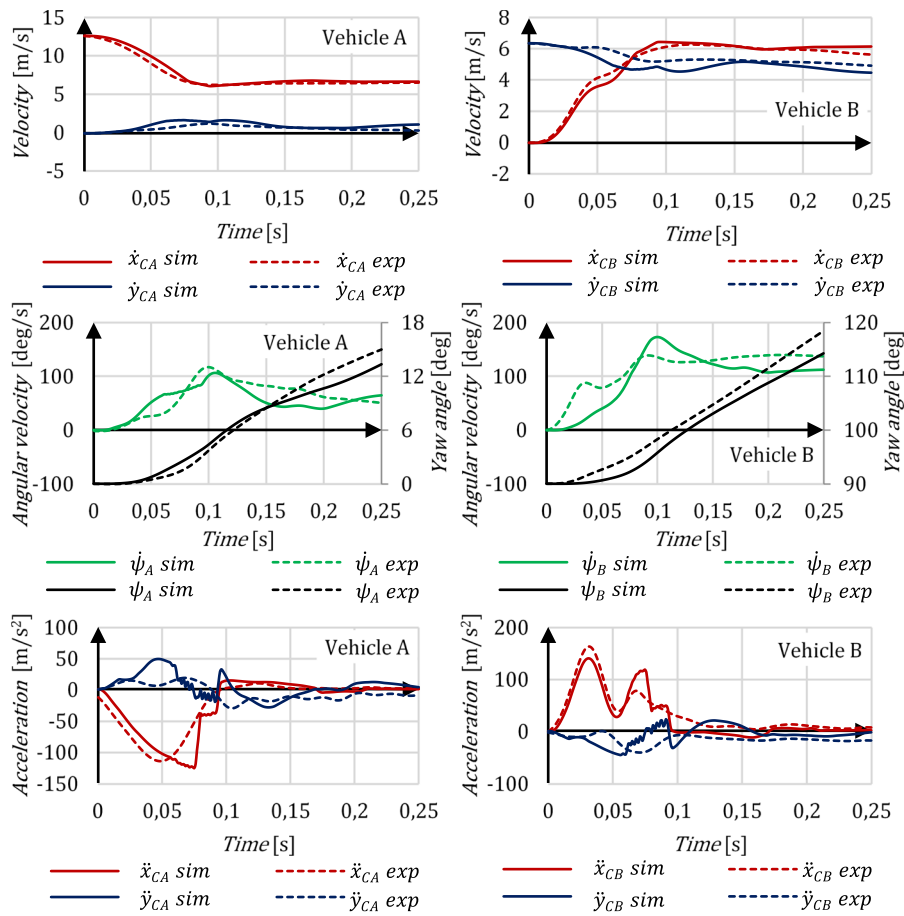 Velocity [m/s]
15
10
5
0
-5
Vehicle A
0 0,05 0,1 0,15 0,2 0,25
Time [s]
ẋCA sim ẋCA exp
ẏCA sim ẏCA exp
Velocity [m/s]
8
6
4
2
0
-2
Vehicle B
0 0,05 0,1 0,15 0,2 0,25
Time [s]
ẋCB sim ẋCB exp
ẏCB sim ẏCB exp
Angular velocity [deg/s]
200
100
0
-100
Vehicle A
18
12
6
0
Yaw angle [deg]
0 0,05 0,1 0,15 0,2 0,25
Time [s]
ψ̇A sim ψ̇A exp
ψA sim ψA exp
Angular velocity [deg/s]
200
100
0
-100
Vehicle B
120
110
100
90
Yaw angle [deg]
0 0,05 0,1 0,15 0,2 0,25
Time [s]
ψ̇B sim ψ̇B exp
ψB sim ψB exp
Acceleration [m/s²]
100
50
0
-50
-100
-150
Vehicle A
0 0,05 0,1 0,15 0,2 0,25
Time [s]
ẍCA sim ẍCA exp
ÿCA sim ÿCA exp
Acceleration [m/s²]
200
100
0
-100
Vehicle B
0 0,05 0,1 0,15 0,2 0,25
Time [s]
ẍCB sim ẍCB exp
ÿCB sim ÿCB exp